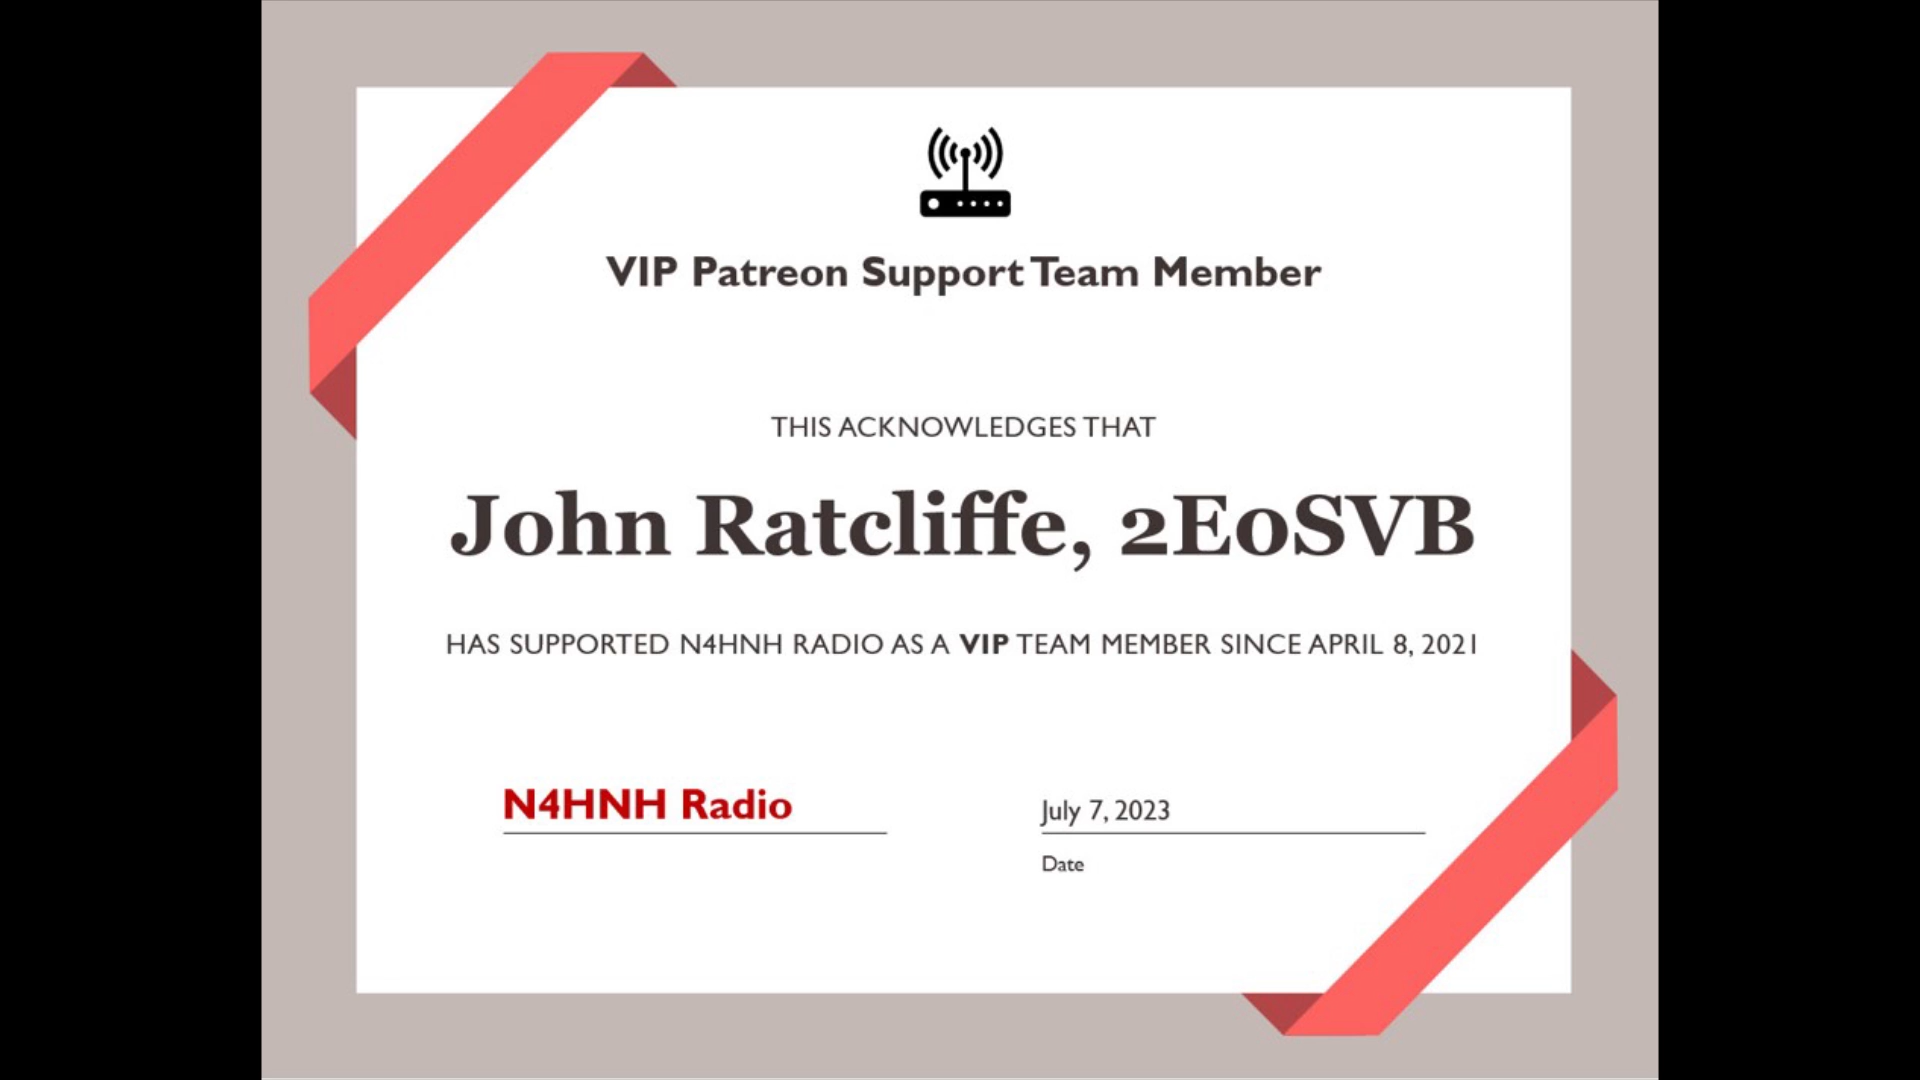 VIP Patreon Support Team Member
THIS ACKNOWLEDGES THAT
John Ratcliffe, 2E0SVB
HAS SUPPORTED N4HNH RADIO AS A VIP TEAM MEMBER SINCE APRIL 8, 2021
N4HNH Radio
July 7, 2023
Date